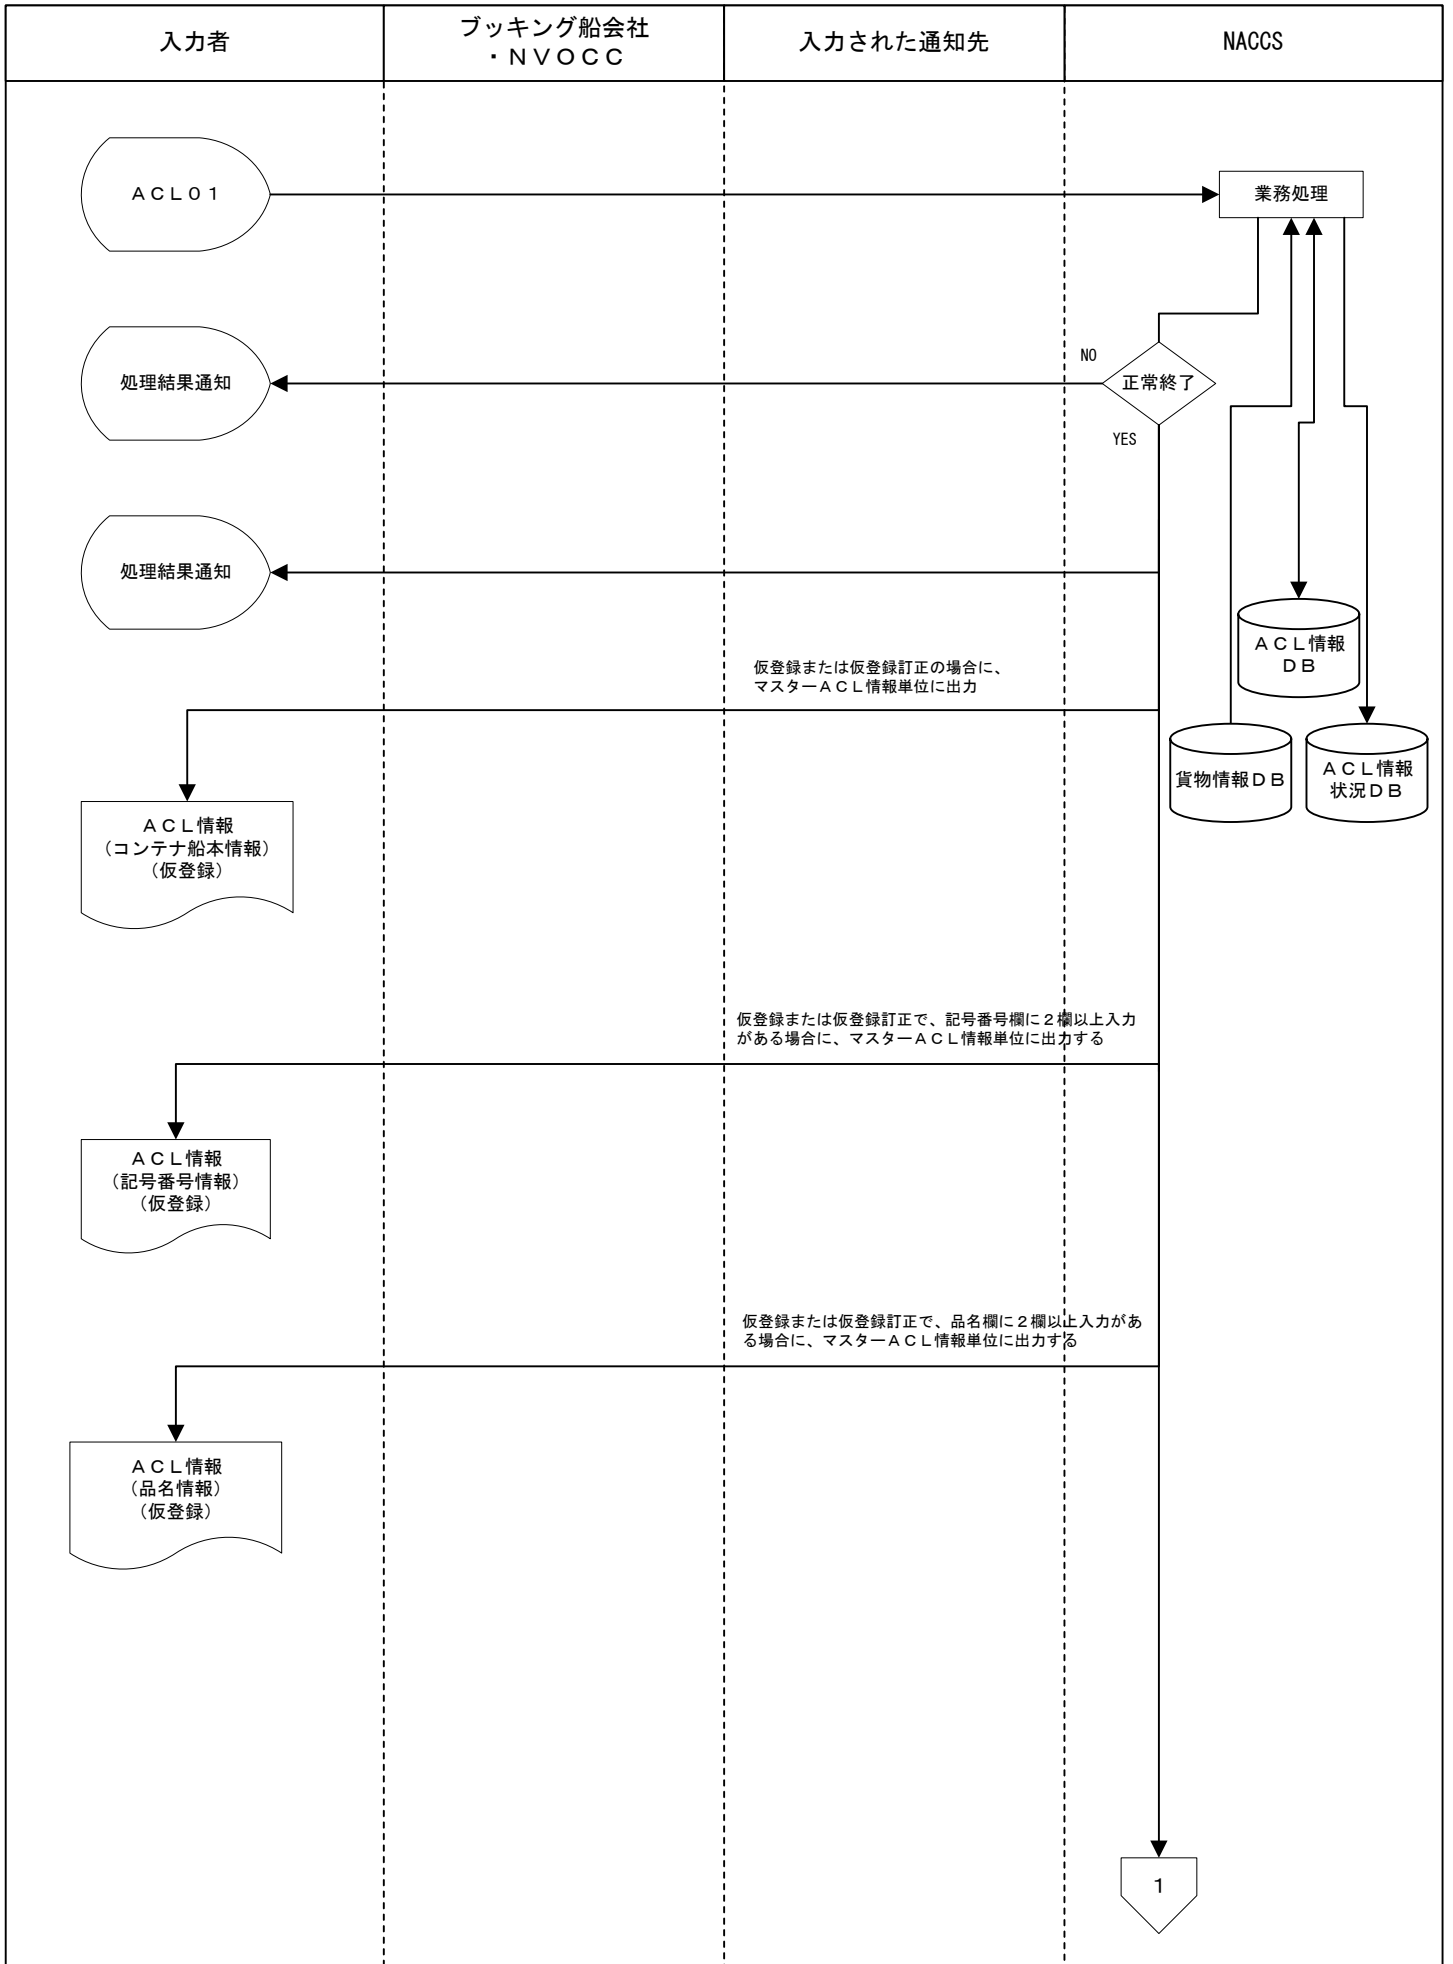 入力者
ブッキング船会社
・ＮＶＯＣＣ
入力された通知先
NACCS
ＡＣＬ０１
業務処理
処理結果通知
NO
正常終了
YES
処理結果通知
ＡＣＬ情報
ＤＢ
仮登録または仮登録訂正の場合に、
マスターＡＣＬ情報単位に出力
貨物情報ＤＢ
ＡＣＬ情報
状況ＤＢ
ＡＣＬ情報
（コンテナ船本情報）
（仮登録）
仮登録または仮登録訂正で、記号番号欄に２欄以上入力
がある場合に、マスターＡＣＬ情報単位に出力する
ＡＣＬ情報
（記号番号情報）
（仮登録）
仮登録または仮登録訂正で、品名欄に２欄以上入力があ
る場合に、マスターＡＣＬ情報単位に出力する
ＡＣＬ情報
（品名情報）
（仮登録）
１